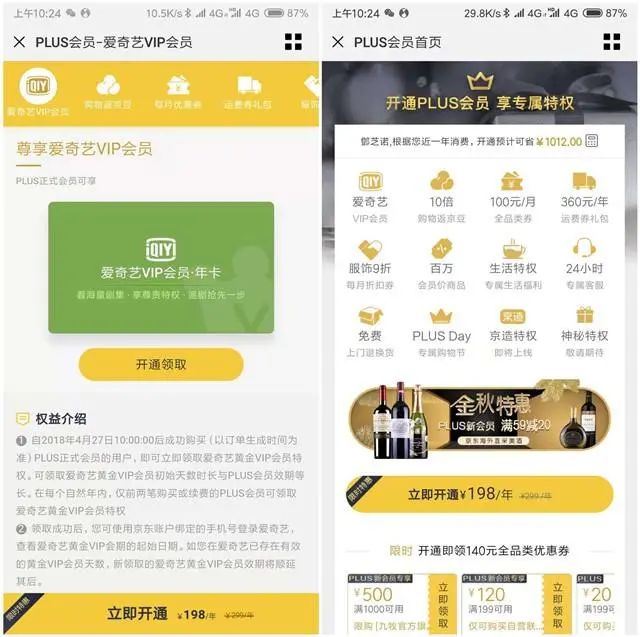 上午10:24
10.5K/s
4G
4G
87%
PLUS会员-爱奇艺VIP会员
爱奇艺VIP会员
购物返京豆
每月优惠券
运费券礼包
服饰
尊享爱奇艺VIP会员
PLUS正式会员可享
QIY
爱奇艺VIP会员·年卡
看海量剧集·享尊贵特权·追剧抢先一步
开通领取
权益介绍
1 自2018年4月27日10:00:00后成功购买(以订单生成时间为
准)PLUS正式会员的用户,即可立即领取爱奇艺黄金VIP会员特
权。可领取爱奇艺黄金VIP会员初始天数时长与PLUS会员效期等
长。在每个自然年内,仅前两笔购买或续费的PLUS会员可领取
爱奇艺黄金VIP会员特权
2 领取成功后,您可使用京东账户绑定的手机号登录爱奇艺,
查看爱奇艺黄金VIP会期的起始日期。如您在爱奇艺已存在有效
的黄金VIP会员天数,新领取的爱奇艺黄金VIP会员效期将顺延
其后。
限时特惠
立即开通 ¥198/年 ¥299/年
上午10:24
29.8K/s
4G
4G
87%
PLUS会员首页
开通PLUS会员 享专属特权
鄧芝诺,根据您近一年消费,开通预计可省¥1012.00
QIY
爱奇艺
VIP会员
10倍
购物返京豆
100元/月
全品类券
360元/年
运费券礼包
服饰9折
每月折扣券
百万
会员价商品
生活特权
专属生活福利
24小时
专属客服
免费
上门退换货
PLUS Day
专属购物节
京造
京造特权
即将上线
神秘特权
敬请期待
金秋特惠
PLUS新会员 满59减20
京东海外直采美酒
限时特惠
立即开通¥198/年 ¥299/年
限时 开通即领140元全品类优惠券
PLUS新会员专享
¥500
满1000可用
限购 [九牧官方旗..
立即领取
PLUS新会员专享
¥120
满199可用
仅可购买自营联..
立即领取
PLUS新
¥20
满199
仅可购